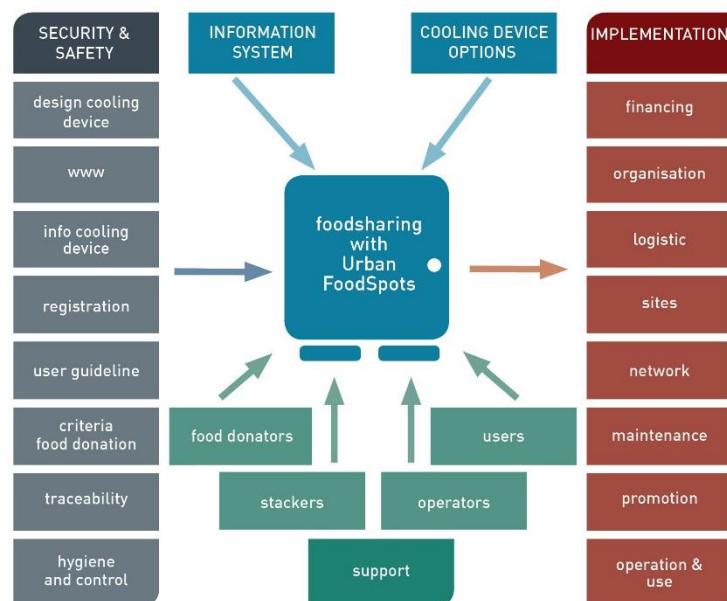 SECURITY &
SAFETY
design cooling
device
www
info cooling
device
registration
user guideline
criteria
food donation
traceability
hygiene
and control
INFORMATION
SYSTEM
COOLING DEVICE
OPTIONS
foodsharing
with
Urban
FoodSpots
food donators
users
stackers
operators
support
IMPLEMENTATION
financing
organisation
logistic
sites
network
maintenance
promotion
operation &
use